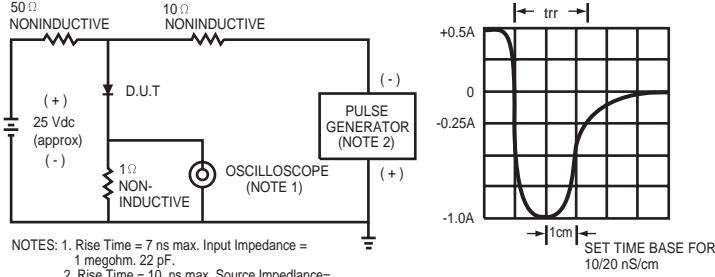 50 Ω
NONINDUCTIVE
10 Ω
NONINDUCTIVE
( + )
25 Vdc
(approx)
( - )
D.U.T
1 Ω
NON-
INDUCTIVE
OSCILLOSCOPE
(NOTE 1)
( - )
PULSE
GENERATOR
(NOTE 2)
( + )
trr
+0.5A
0
-0.25A
-1.0A
1cm
SET TIME BASE FOR
10/20 nS/cm
NOTES: 1. Rise Time = 7 ns max. Input Impedance =
1 megohm. 22 pF.
2. Rise Time = 10 ns max. Source Impedlance=